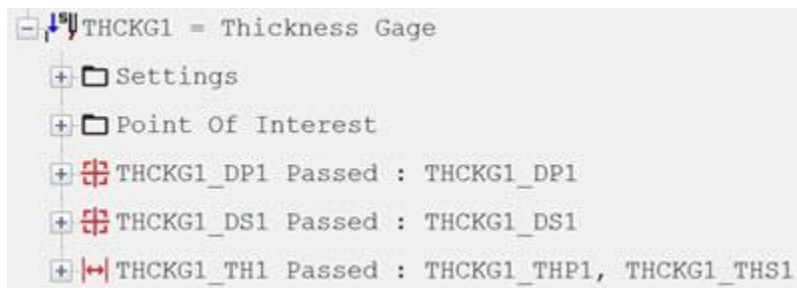 THCKG1 = Thickness Gage
Settings
Point Of Interest
THCKG1_DP1 Passed : THCKG1_DP1
THCKG1_DS1 Passed : THCKG1_DS1
THCKG1_TH1 Passed : THCKG1_THP1, THCKG1_THS1